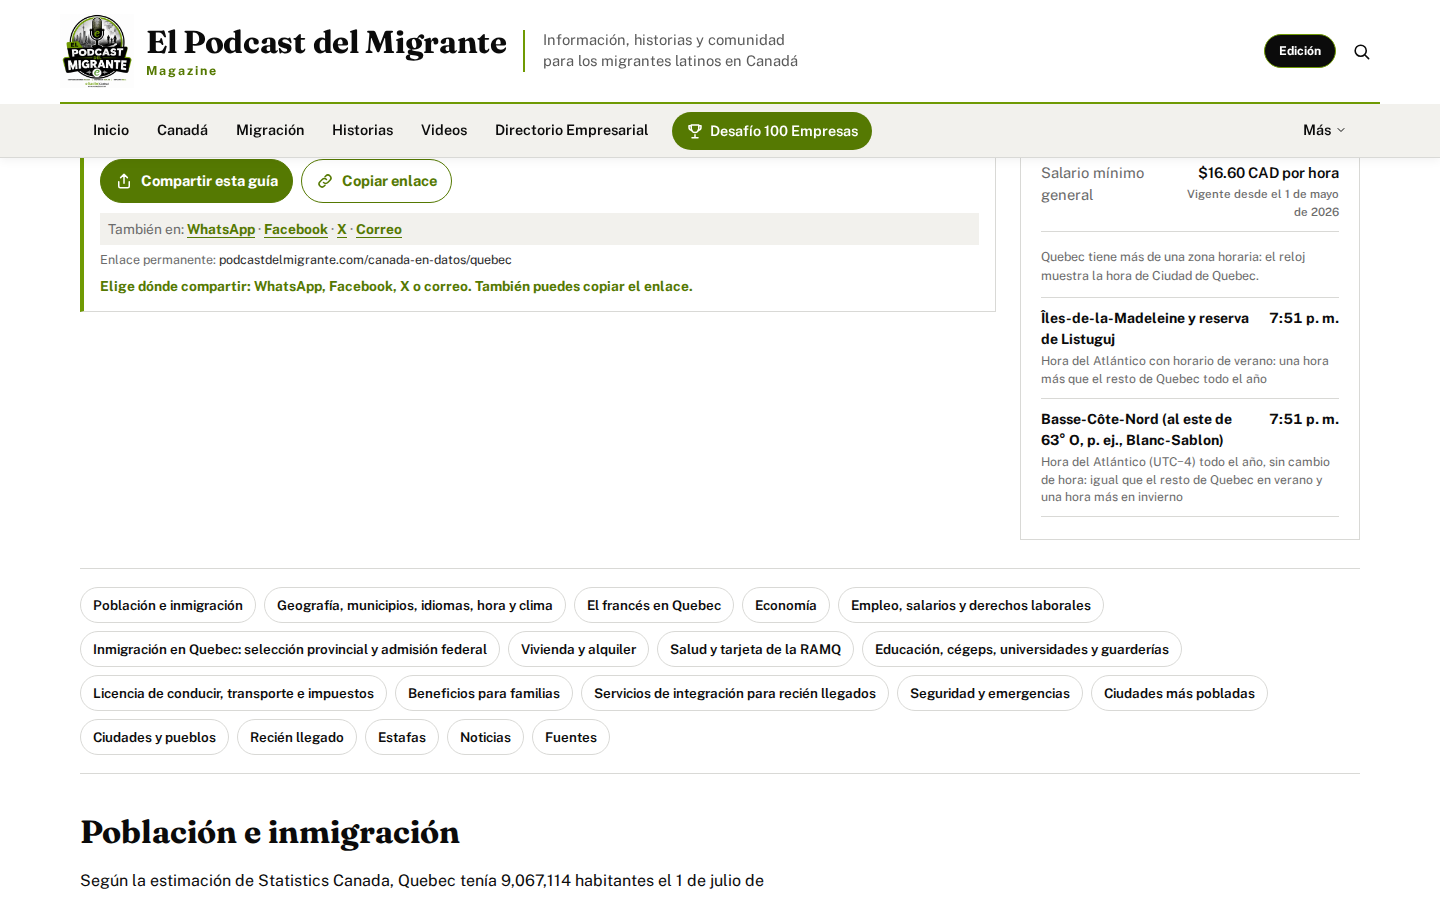 PODCAST
MIGRANTE
El Podcast del Migrante
Magazine
Información, historias y comunidad
para los migrantes latinos en Canadá
Edición
Inicio
Canadá
Migración
Historias
Videos
Directorio Empresarial
Desafío 100 Empresas
Más
Compartir esta guía
Copiar enlace
También en: WhatsApp · Facebook · X · Correo
Enlace permanente: podcastdelmigrante.com/canada-en-datos/quebec
Elige dónde compartir: WhatsApp, Facebook, X o correo. También puedes copiar el enlace.
Salario mínimo
general
$16.60 CAD por hora
Vigente desde el 1 de mayo
de 2026
Quebec tiene más de una zona horaria: el reloj
muestra la hora de Ciudad de Quebec.
Îles-de-la-Madeleine y reserva
de Listuguj
7:51 p. m.
Hora del Atlántico con horario de verano: una hora
más que el resto de Quebec todo el año
Basse-Côte-Nord (al este de
63° O, p. ej., Blanc-Sablon)
7:51 p. m.
Hora del Atlántico (UTC−4) todo el año, sin cambio
de hora: igual que el resto de Quebec en verano y
una hora más en invierno
Población e inmigración
Geografía, municipios, idiomas, hora y clima
El francés en Quebec
Economía
Empleo, salarios y derechos laborales
Inmigración en Quebec: selección provincial y admisión federal
Vivienda y alquiler
Salud y tarjeta de la RAMQ
Educación, cégeps, universidades y guarderías
Licencia de conducir, transporte e impuestos
Beneficios para familias
Servicios de integración para recién llegados
Seguridad y emergencias
Ciudades más pobladas
Ciudades y pueblos
Recién llegado
Estafas
Noticias
Fuentes
Población e inmigración
Según la estimación de Statistics Canada, Quebec tenía 9,067,114 habitantes el 1 de julio de